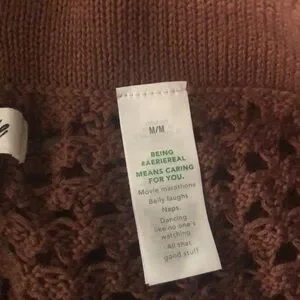 M/M
BEING
#AERIEREAL
MEANS CARING
FOR YOU.
Movie marathons
Belly laughs
Naps.
Dancing
like no one's
watching.
All that
good stuff